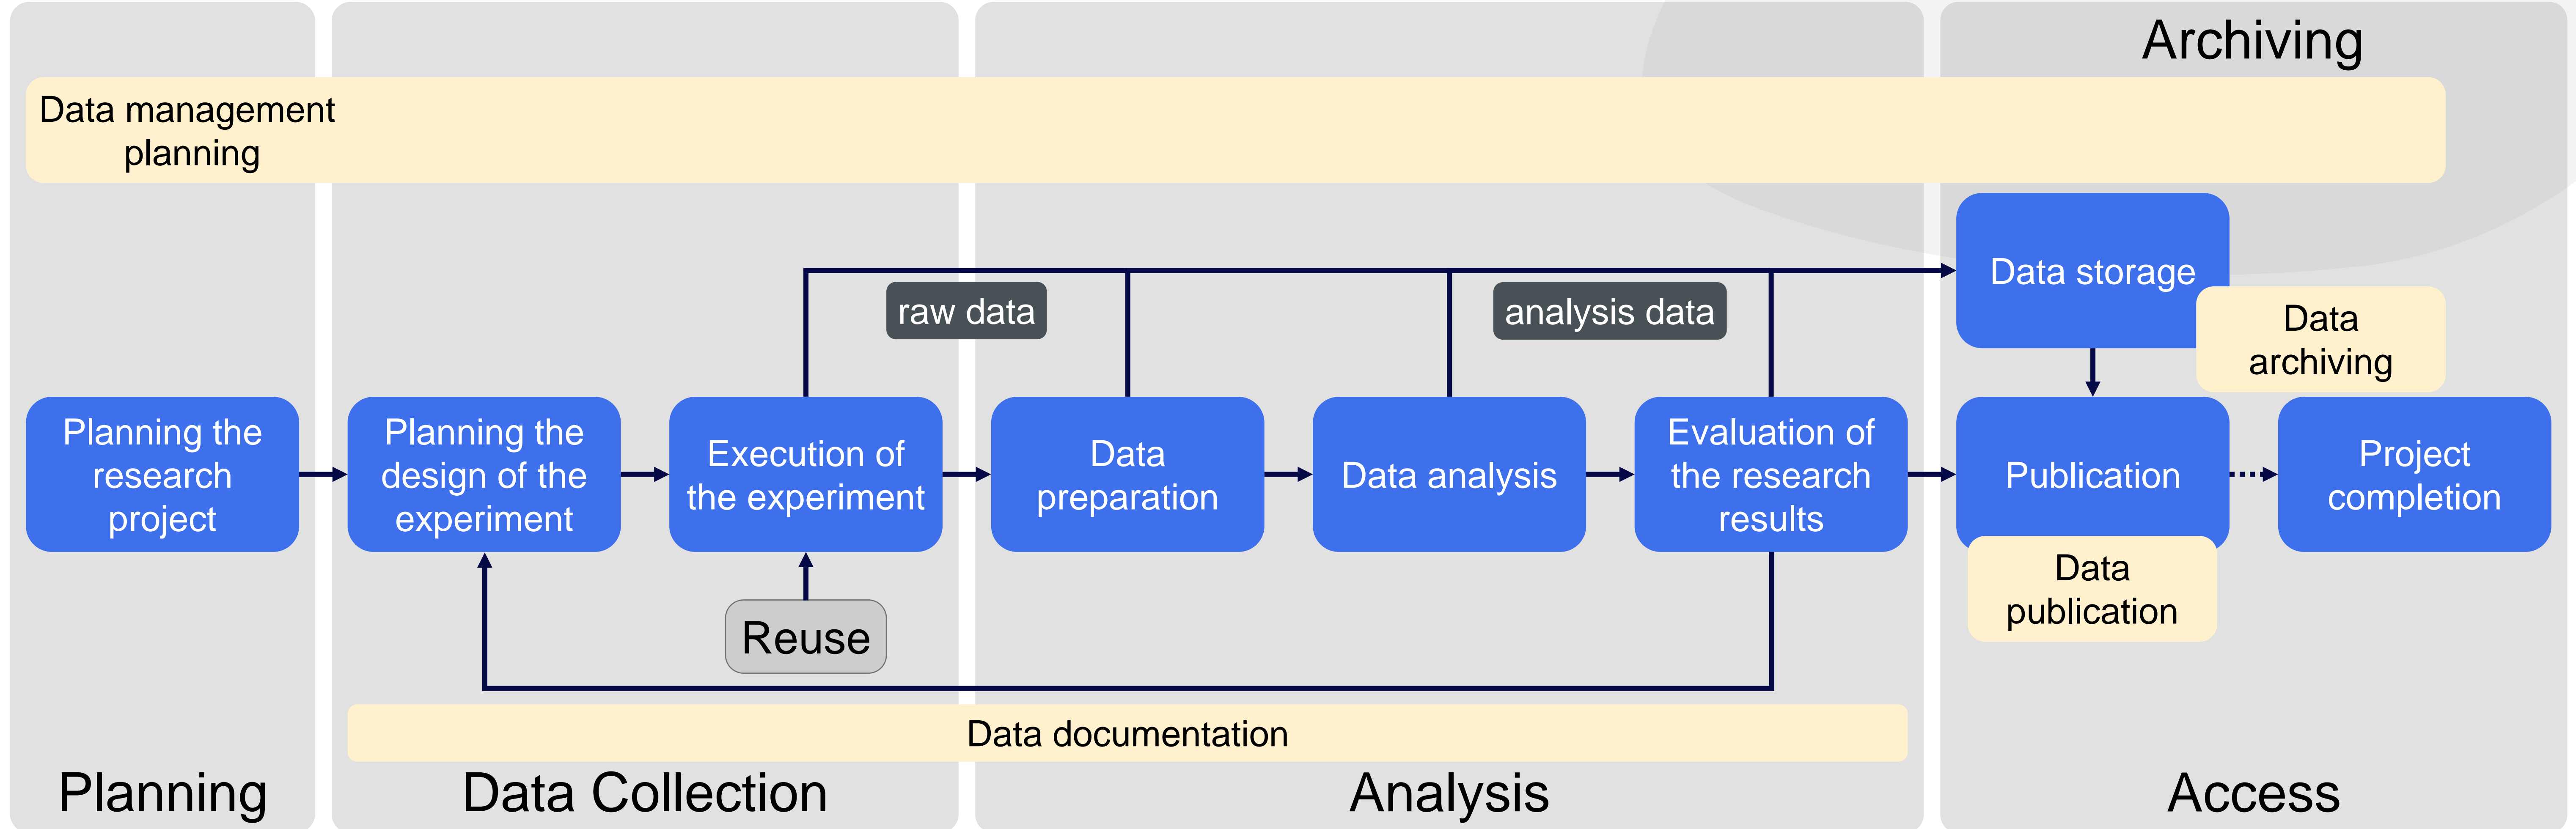 Archiving
Data management
planning
Data storage
raw data
analysis data
Data
archiving
Planning the
research
project
Planning the
design of the
experiment
Execution of
the experiment
Data
preparation
Data analysis
Evaluation of
the research
results
Publication
Project
completion
Data
publication
Reuse
Data documentation
Planning
Data Collection
Analysis
Access